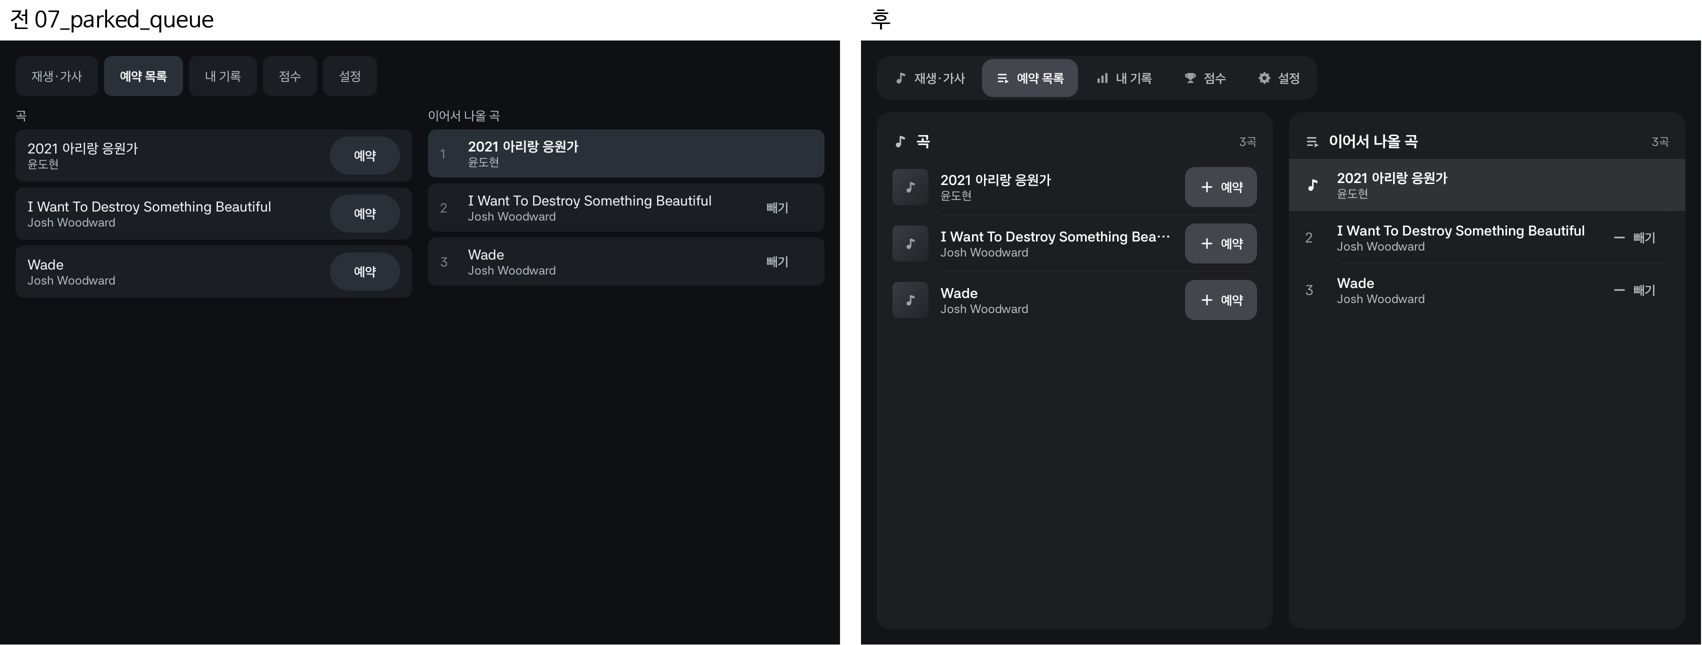 전 07_parked_queue
재생·가사 예약 목록 내 기록 점수 설정
곡
2021 아리랑 응원가
윤도현
예약
I Want To Destroy Something Beautiful
Josh Woodward
예약
Wade
Josh Woodward
예약
이어서 나올 곡
1 2021 아리랑 응원가
윤도현
2 I Want To Destroy Something Beautiful
Josh Woodward
빼기
3 Wade
Josh Woodward
빼기
후
재생·가사 예약 목록 내 기록 점수 설정
곡 3곡
2021 아리랑 응원가
윤도현
+ 예약
I Want To Destroy Something Bea···
Josh Woodward
+ 예약
Wade
Josh Woodward
+ 예약
이어서 나올 곡 3곡
2021 아리랑 응원가
윤도현
2 I Want To Destroy Something Beautiful
Josh Woodward
— 빼기
3 Wade
Josh Woodward
— 빼기